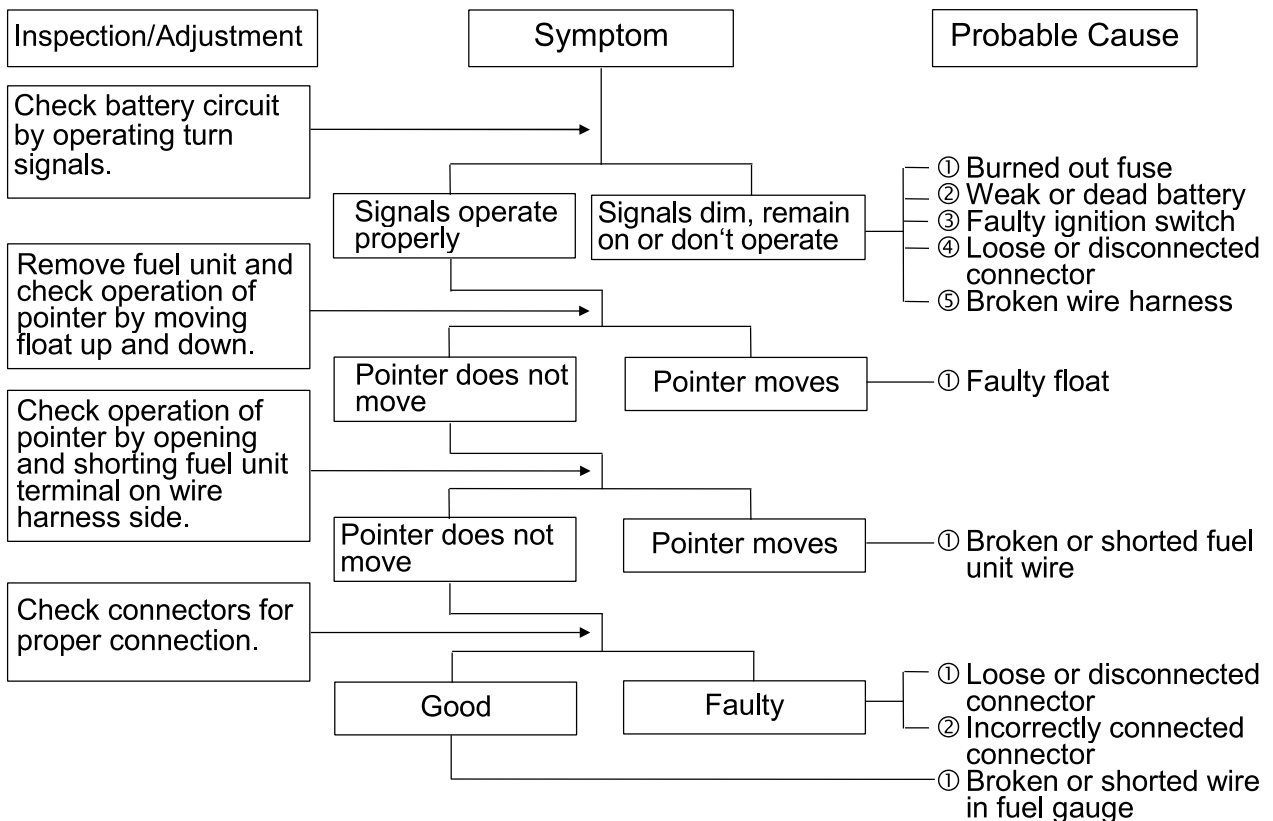 Inspection/Adjustment
Symptom
Probable Cause
Check battery circuit
by operating turn
signals.
Signals operate
properly
Signals dim, remain
on or don‘t operate
① Burned out fuse
② Weak or dead battery
③ Faulty ignition switch
④ Loose or disconnected
connector
⑤ Broken wire harness
Remove fuel unit and
check operation of
pointer by moving
float up and down.
Pointer does not
move
Pointer moves
① Faulty float
Check operation of
pointer by opening
and shorting fuel unit
terminal on wire
harness side.
Pointer does not
move
Pointer moves
① Broken or shorted fuel
unit wire
Check connectors for
proper connection.
Good
Faulty
① Loose or disconnected
connector
② Incorrectly connected
connector
① Broken or shorted wire
in fuel gauge